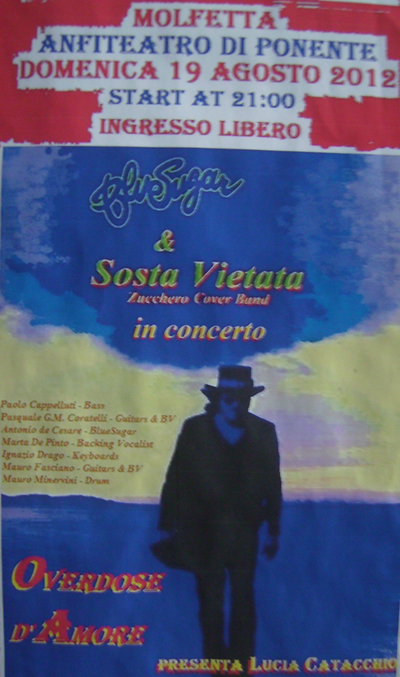 MOLFETTA
ANFITEATRO DI PONENTE
DOMENICA 19 AGOSTO 2012
START AT 21:00
INGRESSO LIBERO
BlueSugar
&
Sosta Vietata
Zucchero Cover Band
in concerto
Paolo Cappelluti - Bass
Pasquale G.M. Coratelli - Guitars & BV
Antonio de Cesare - BlueSugar
Marta De Pinto - Backing Vocalist
Ignazio Drago - Keyboards
Mauro Fasciano - Guitars & BV
Mauro Minervini - Drum
OVERDOSE
D'AMORE
PRESENTA LUCIA CATACCHIO